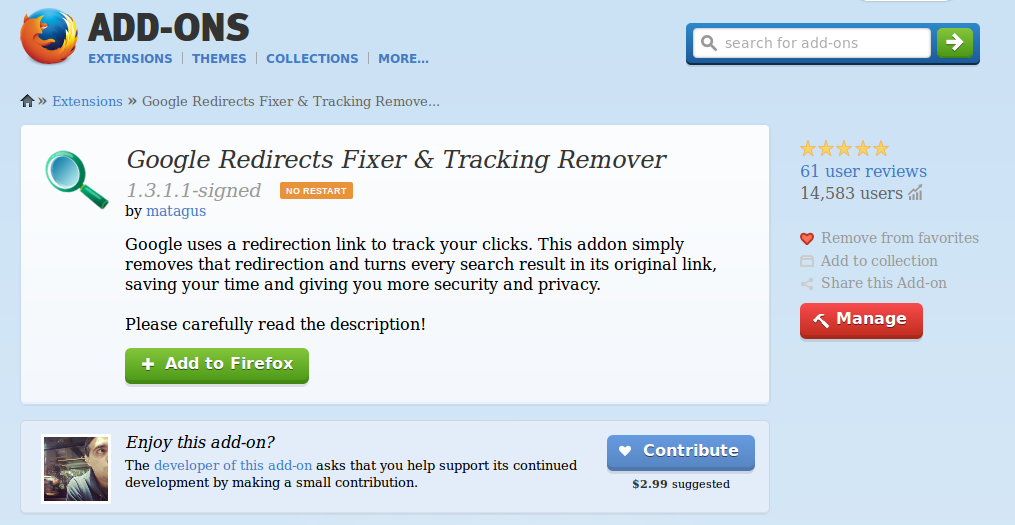 ADD-ONS
EXTENSIONS THEMES COLLECTIONS MORE...
search for add-ons
» Extensions » Google Redirects Fixer & Tracking Remove...
Google Redirects Fixer & Tracking Remover
1.3.1.1-signed NO RESTART
by matagus
Google uses a redirection link to track your clicks. This addon simply
removes that redirection and turns every search result in its original link,
saving your time and giving you more security and privacy.
Please carefully read the description!
Add to Firefox
61 user reviews
14,583 users
Remove from favorites
Add to collection
Share this Add-on
Manage
Enjoy this add-on?
The developer of this add-on asks that you help support its continued
development by making a small contribution.
Contribute
$2.99 suggested